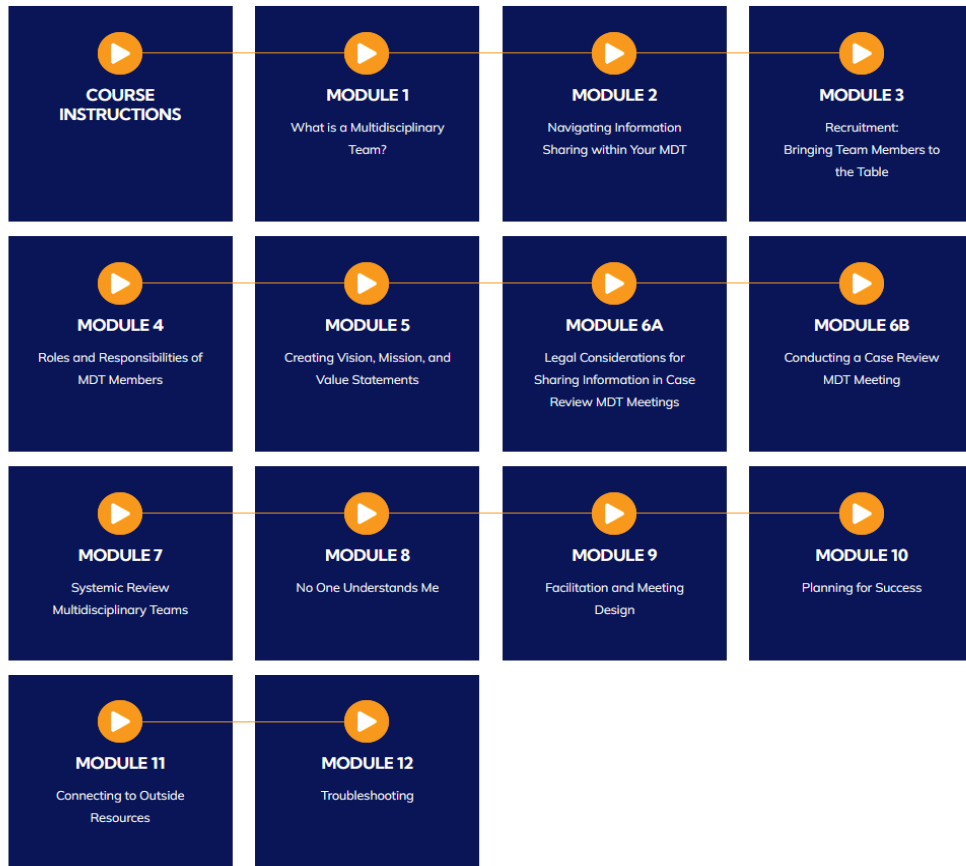 COURSE
INSTRUCTIONS
MODULE 1
What is a Multidisciplinary
Team?
MODULE 2
Navigating Information
Sharing within Your MDT
MODULE 3
Recruitment:
Bringing Team Members to
the Table
MODULE 4
Roles and Responsibilities of
MDT Members
MODULE 5
Creating Vision, Mission, and
Value Statements
MODULE 6A
Legal Considerations for
Sharing Information in Case
Review MDT Meetings
MODULE 6B
Conducting a Case Review
MDT Meeting
MODULE 7
Systemic Review
Multidisciplinary Teams
MODULE 8
No One Understands Me
MODULE 9
Facilitation and Meeting
Design
MODULE 10
Planning for Success
MODULE 11
Connecting to Outside
Resources
MODULE 12
Troubleshooting